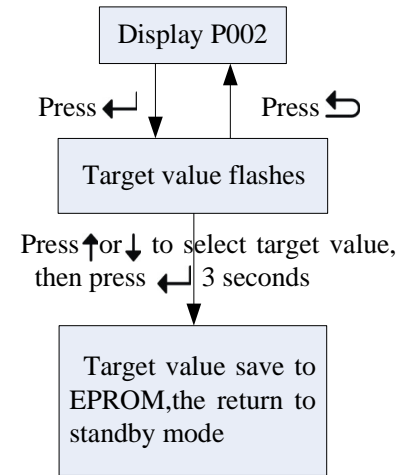 Display P002
Press ↵ Press ⮌
Target value flashes
Press ↑ or ↓ to select target value,
then press ↵ 3 seconds
Target value save to
EPROM,the return to
standby mode